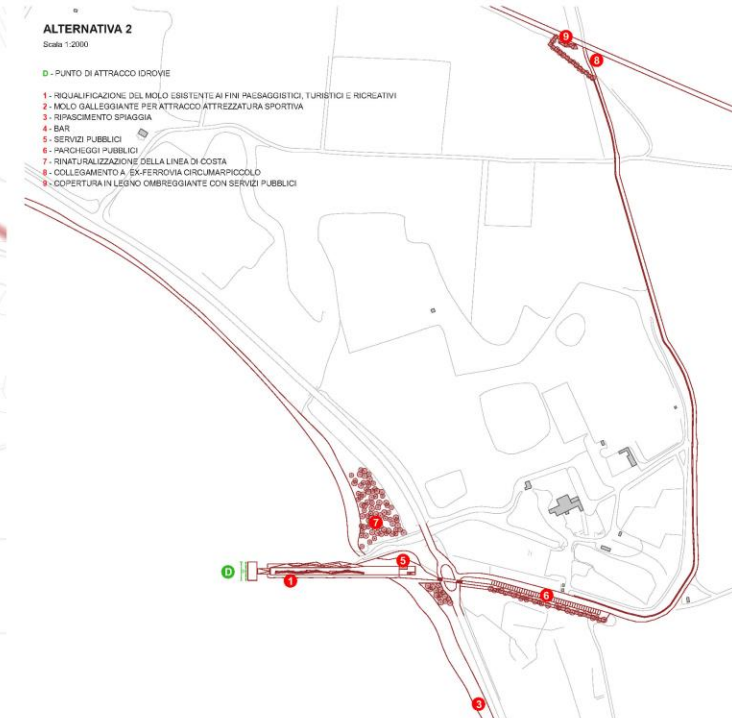 ALTERNATIVA 2
Scala 1:2000
D - PUNTO DI ATTRACCO IDROVIE
1 - RIQUALIFICAZIONE DEL MOLO ESISTENTE AI FINI PAESAGGISTICI, TURISTICI E RICREATIVI
2 - MOLO GALLEGGIANTE PER ATTRACCO ATTREZZATURA SPORTIVA
3 - RIPASCIMENTO SPIAGGIA
4 - BAR
5 - SERVIZI PUBBLICI
6 - PARCHEGGI PUBBLICI
7 - RINATURALIZZAZIONE DELLA LINEA DI COSTA
8 - COLLEGAMENTO A EX-FERROVIA CIRCUMARPICCOLO
9 - COPERTURA IN LEGNO OMBREGGIANTE CON SERVIZI PUBBLICI
9
8
7
5
D
1
6
3